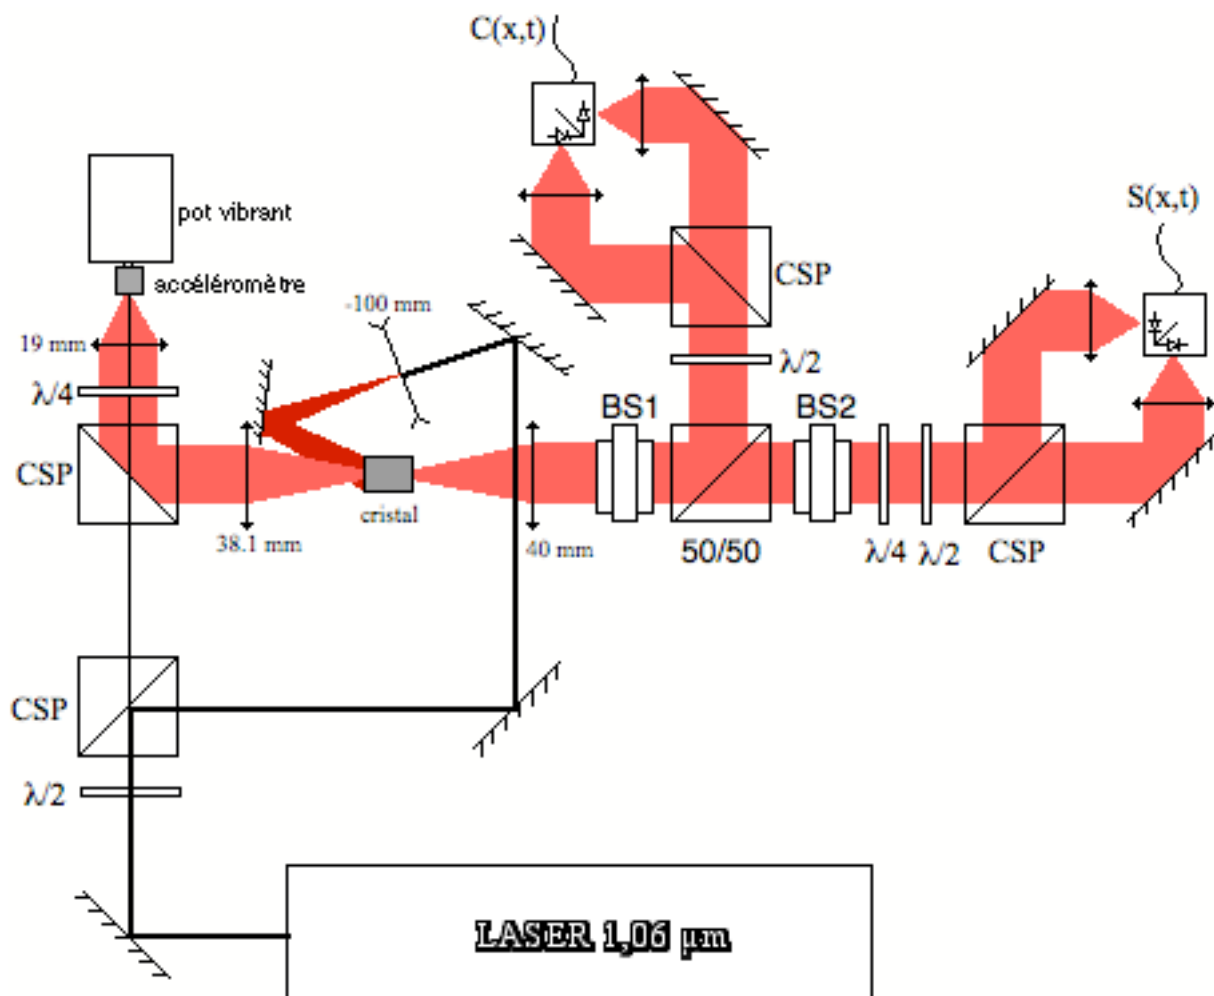 C(x,t)
pot vibrant
S(x,t)
accéléromètre
CSP
-100 mm
19 mm
λ/4
λ/2
BS1
BS2
CSP
cristal
38.1 mm
40 mm
50/50
λ/4
λ/2
CSP
CSP
λ/2
LASER 1,06 µm